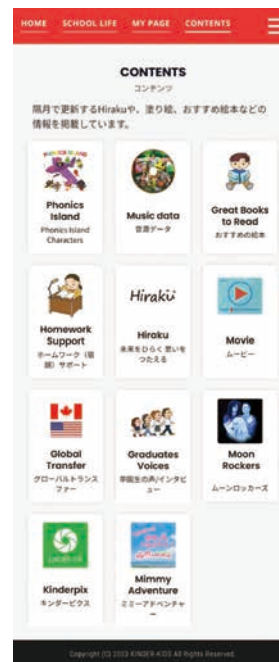 HOME SCHOOL LIFE MY PAGE CONTENTS
CONTENTS
コンテンツ
隔月で更新するHirakuや、塗り絵、おすすめ絵本などの
情報を掲載しています。
PHONICS ISLAND
Phonics
Island
Phonics Island
Characters
Music data
音源データ
Great Books
to Read
おすすめの絵本
Homework
Support
ホームワーク（宿
題）サポート
Hiraku
Hiraku
未来をひらく思いを
つたえる
Movie
ムービー
Global
Transfer
グローバルトランス
ファー
Graduates
Voices
卒園生の声/インタビ
ュー
Moon
Rockers
ムーンロッカーズ
Kinderpix
キンダーピクス
Mimmy
Adventure
ミミーアドベンチャ
ー
Copyright (C) 2023 KINDER KIDS All Rights Reserved.